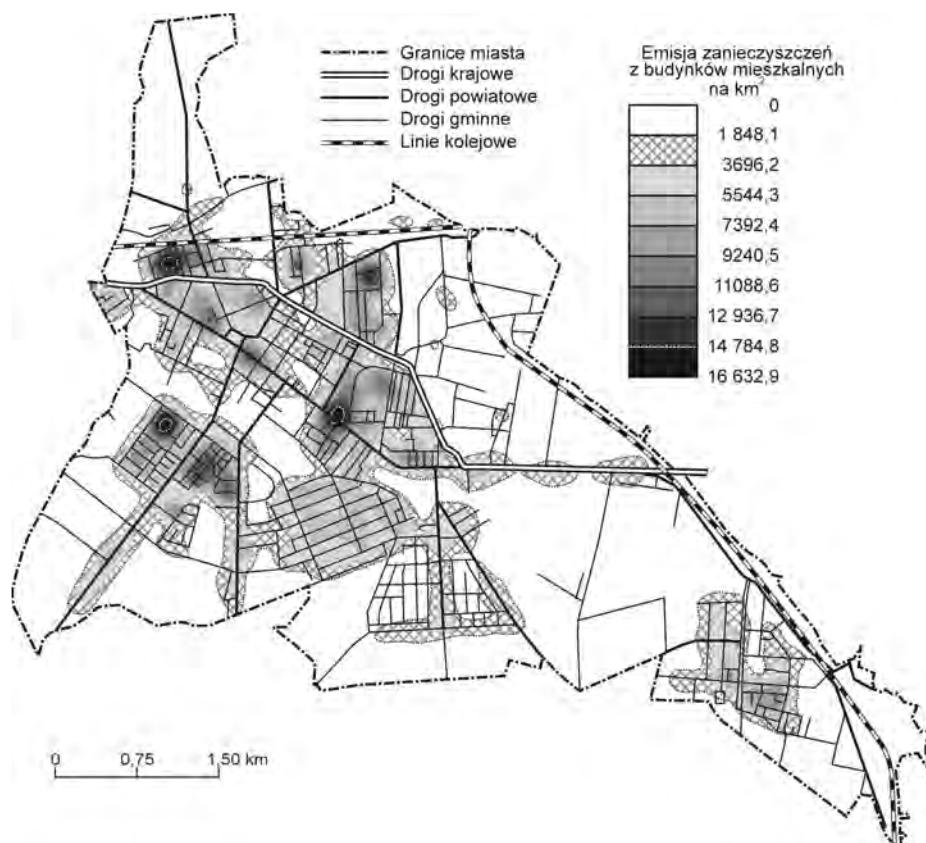 Granice miasta
Drogi krajowe
Drogi powiatowe
Drogi gminne
Linie kolejowe
Emisja zanieczyszczeń
z budynków mieszkalnych
na km²
0
1 848,1
3696,2
5544,3
7392,4
9240,5
11088,6
12 936,7
14 784,8
16 632,9
0 0,75 1,50 km